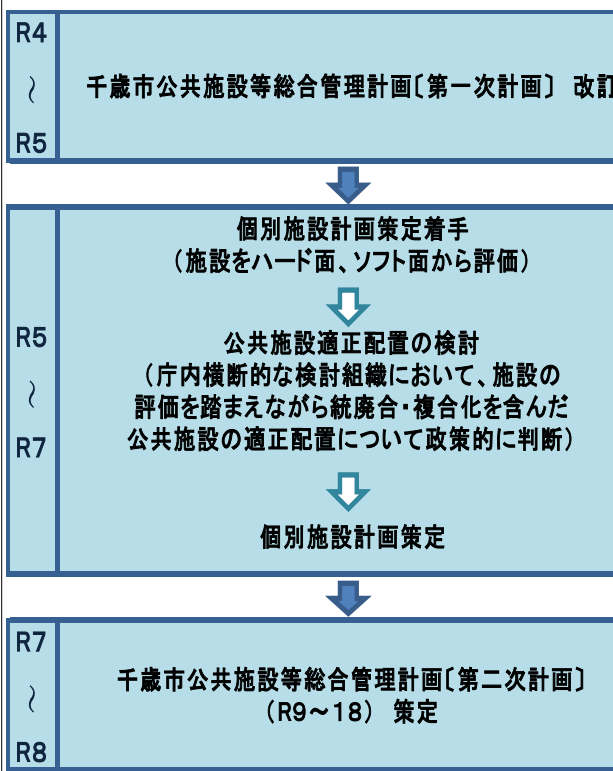 R4
～
R5
千歳市公共施設等総合管理計画〔第一次計画〕 改訂
個別施設計画策定着手
（施設をハード面、ソフト面から評価）
R5
～
R7
公共施設適正配置の検討
（庁内横断的な検討組織において、施設の
評価を踏まえながら統廃合・複合化を含んだ
公共施設の適正配置について政策的に判断）
個別施設計画策定
R7
～
R8
千歳市公共施設等総合管理計画〔第二次計画〕
（R9～18） 策定